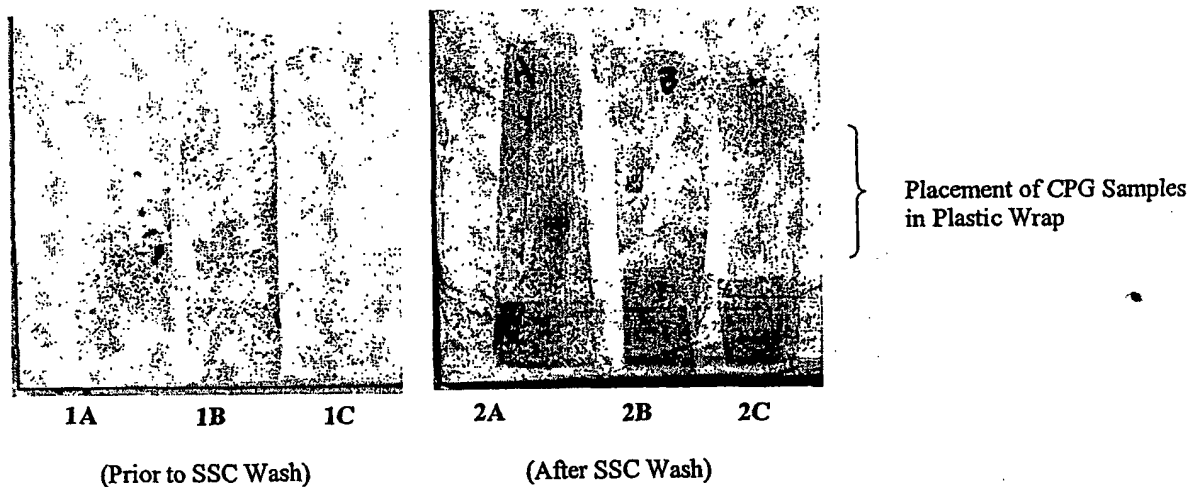 A
B
Placement of CPG Samples
in Plastic Wrap
1A 1B 1C
2A 2B 2C
(Prior to SSC Wash)
(After SSC Wash)